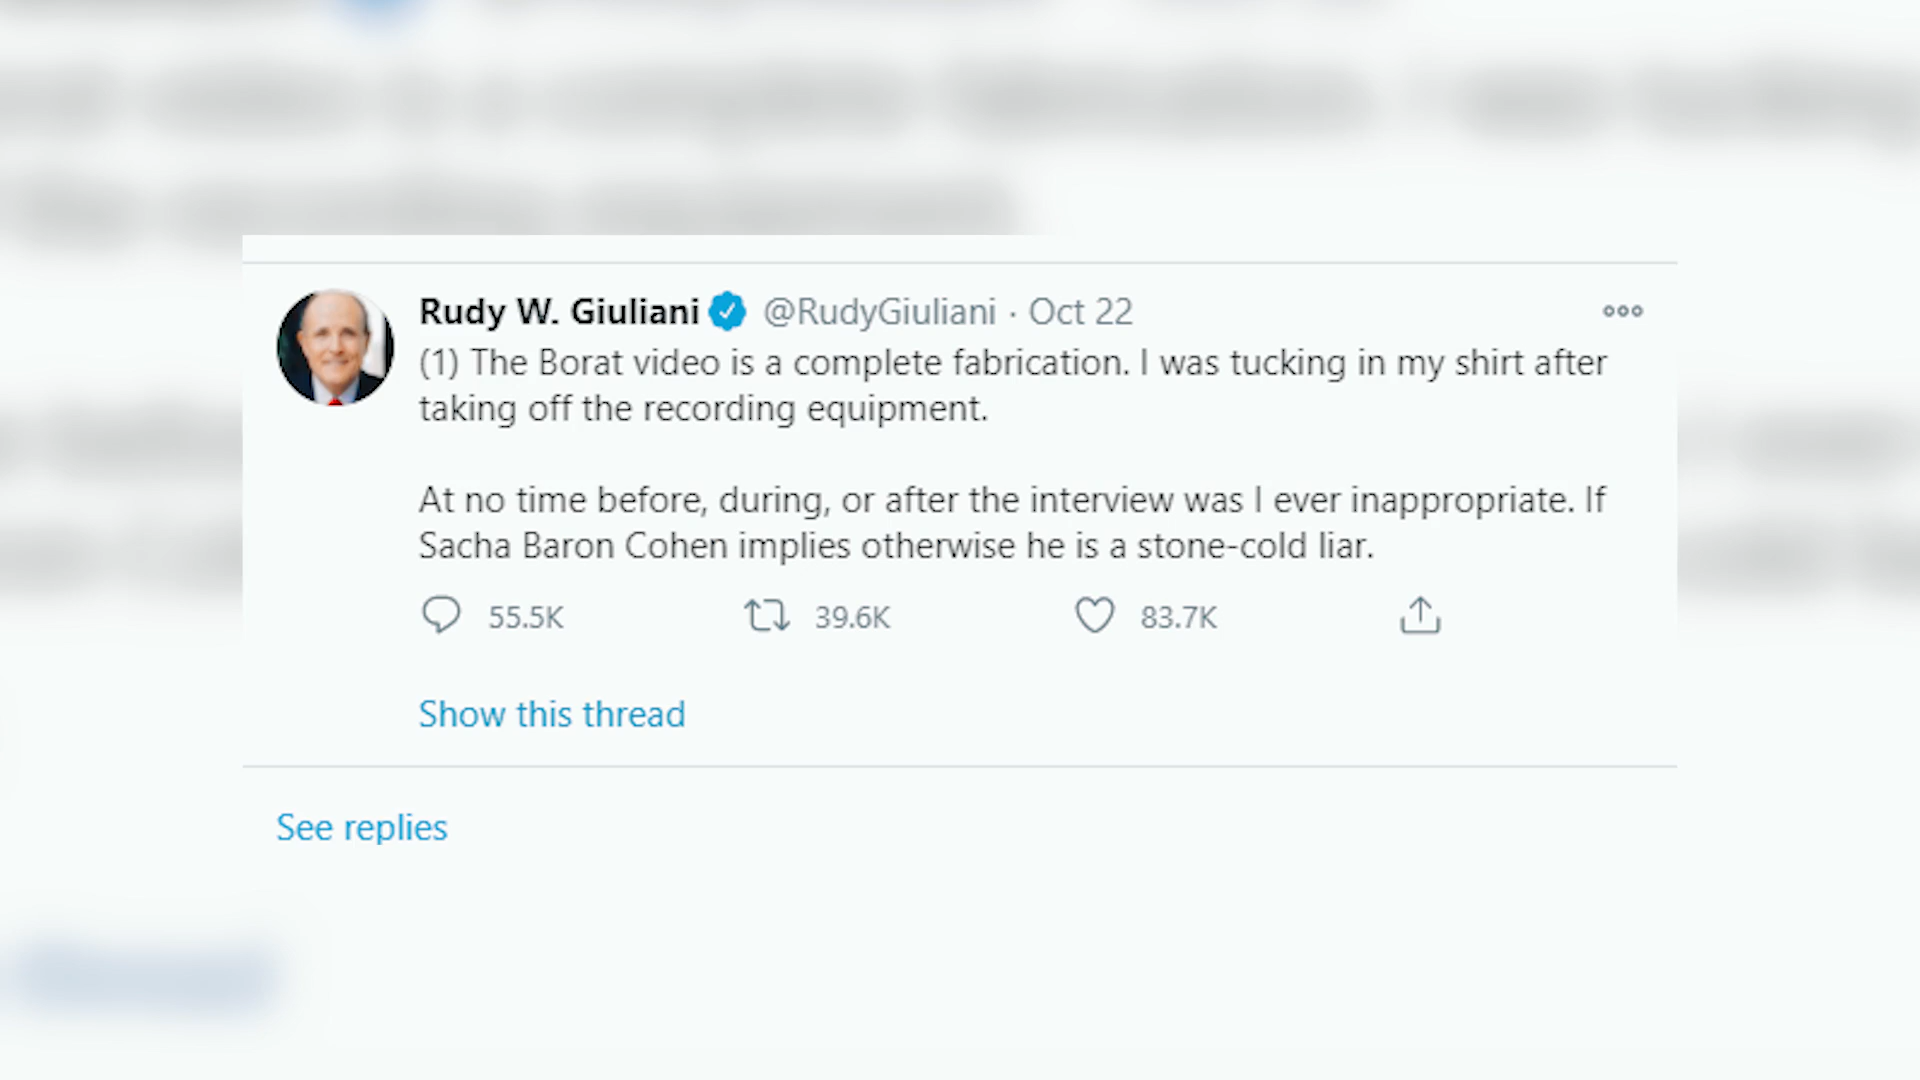 Rudy W. Giuliani @RudyGiuliani · Oct 22
(1) The Borat video is a complete fabrication. I was tucking in my shirt after
taking off the recording equipment.
At no time before, during, or after the interview was I ever inappropriate. If
Sacha Baron Cohen implies otherwise he is a stone-cold liar.
55.5K 39.6K 83.7K
Show this thread
See replies